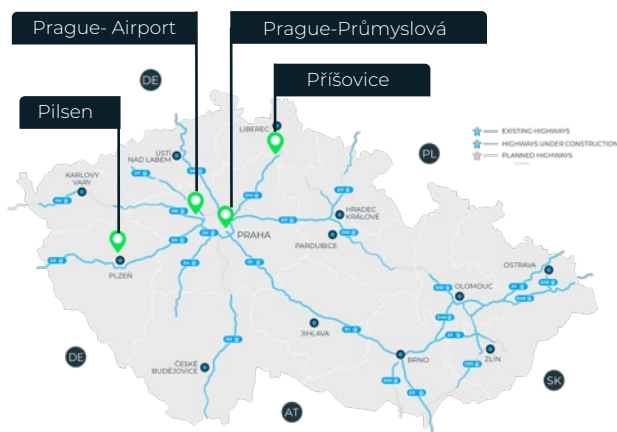 Prague- Airport
Prague-Průmyslová
Příšovice
Pilsen
DE
LIBEREC
ÚSTÍ
NAD LABEM
KARLOVY
VARY
PL
EXISTING HIGHWAYS
HIGHWAYS UNDER CONSTRUCTION
PLANNED HIGHWAYS
HRADEC
KRÁLOVÉ
PRAHA
PARDUBICE
PLZEŇ
OSTRAVA
OLOMOUC
JIHLAVA
DE
ČESKÉ
BUDĚJOVICE
BRNO
ZLÍN
SK
AT